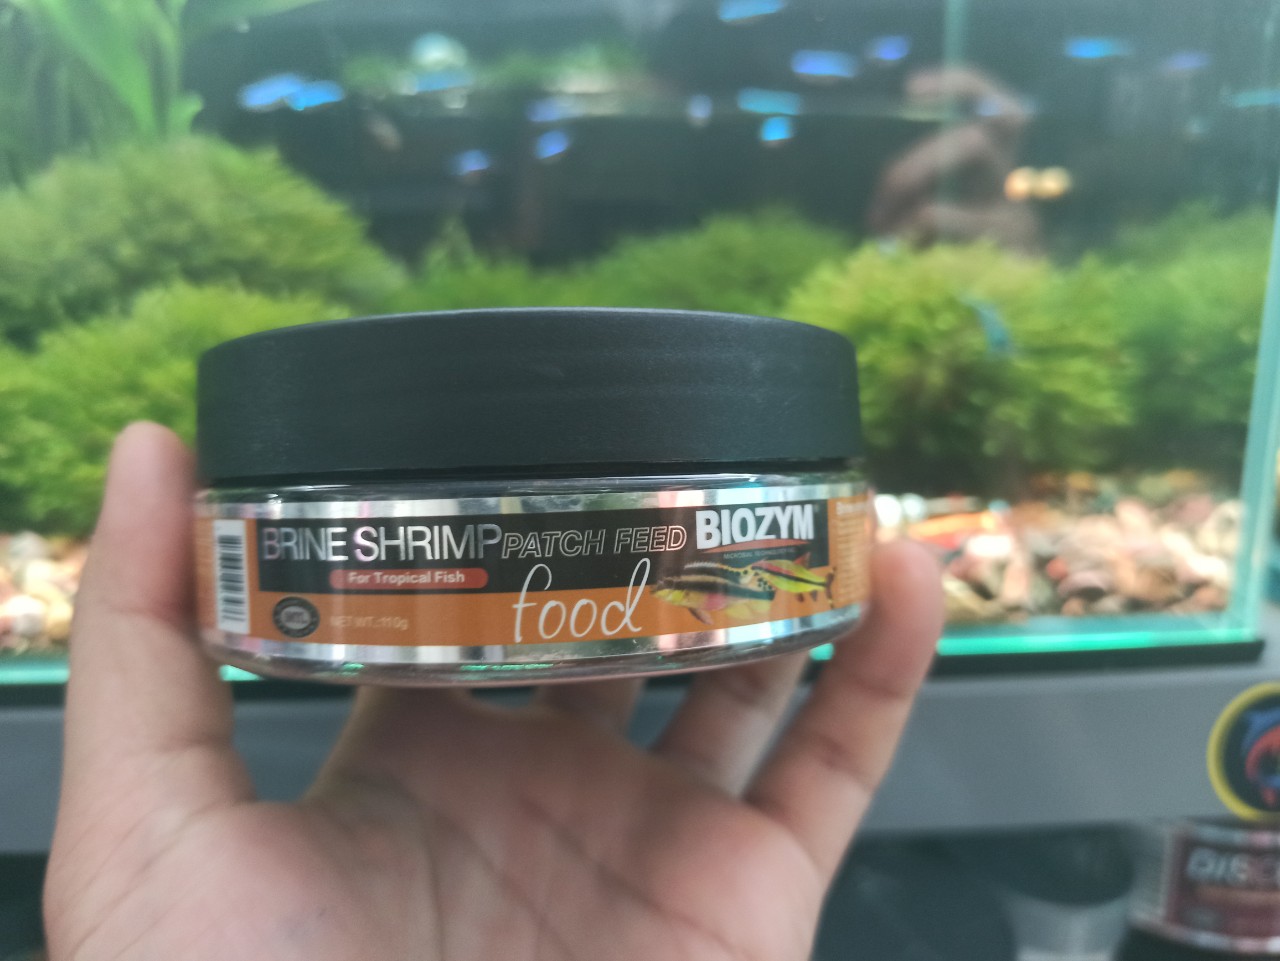 BRINE SHRIMP PATCH FEED BIOZYM®
For Tropical Fish
food
NET WT.:110g